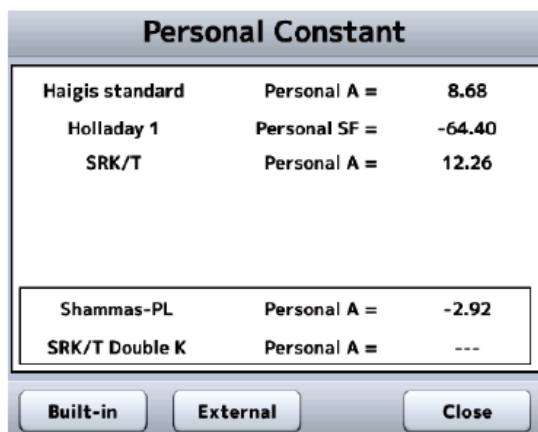 Personal Constant
Haigis standard Personal A = 8.68
Holladay 1 Personal SF = -64.40
SRK/T Personal A = 12.26
Shammas-PL Personal A = -2.92
SRK/T Double K Personal A = ---
Built-in External Close